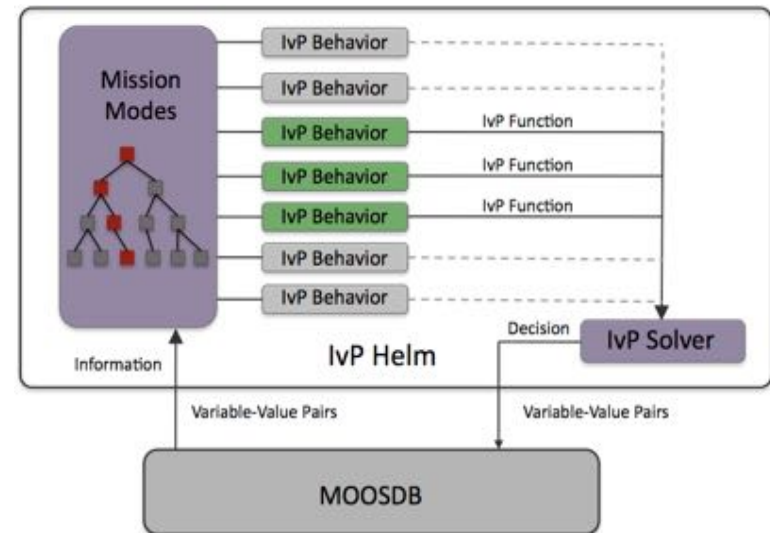 Mission
Modes
IvP Behavior
IvP Behavior
IvP Behavior
IvP Function
IvP Behavior
IvP Function
IvP Behavior
IvP Function
IvP Behavior
IvP Behavior
Decision
IvP Solver
IvP Helm
Information
Variable-Value Pairs
Variable-Value Pairs
MOOSDB